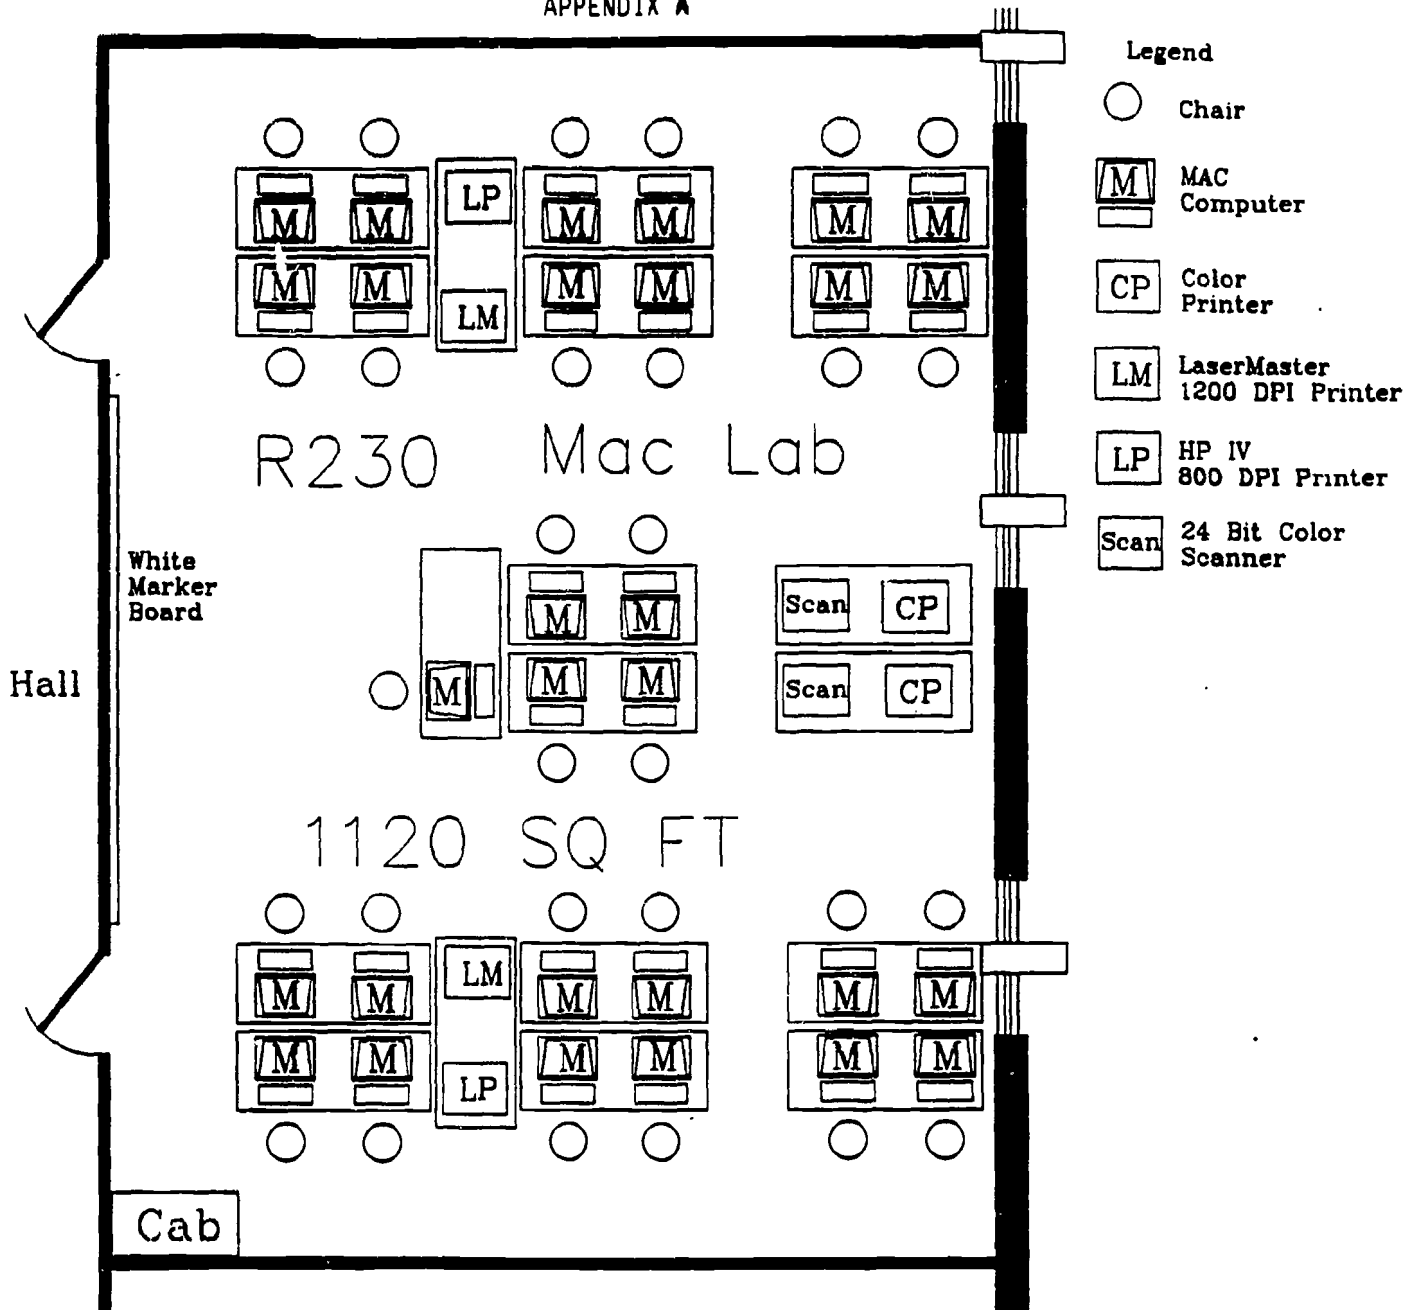 APPENDIX A
Legend
Chair
M MAC
Computer
CP Color
Printer
LM LaserMaster
1200 DPI Printer
LP HP IV
800 DPI Printer
Scan 24 Bit Color
Scanner
M M LP M M M M
M M LM M M M M
R230 Mac Lab
White
Marker
Board
Hall
M M Scan CP
M M M Scan CP
1120 SQ FT
M M LM M M M M
M M LP M M M M
Cab